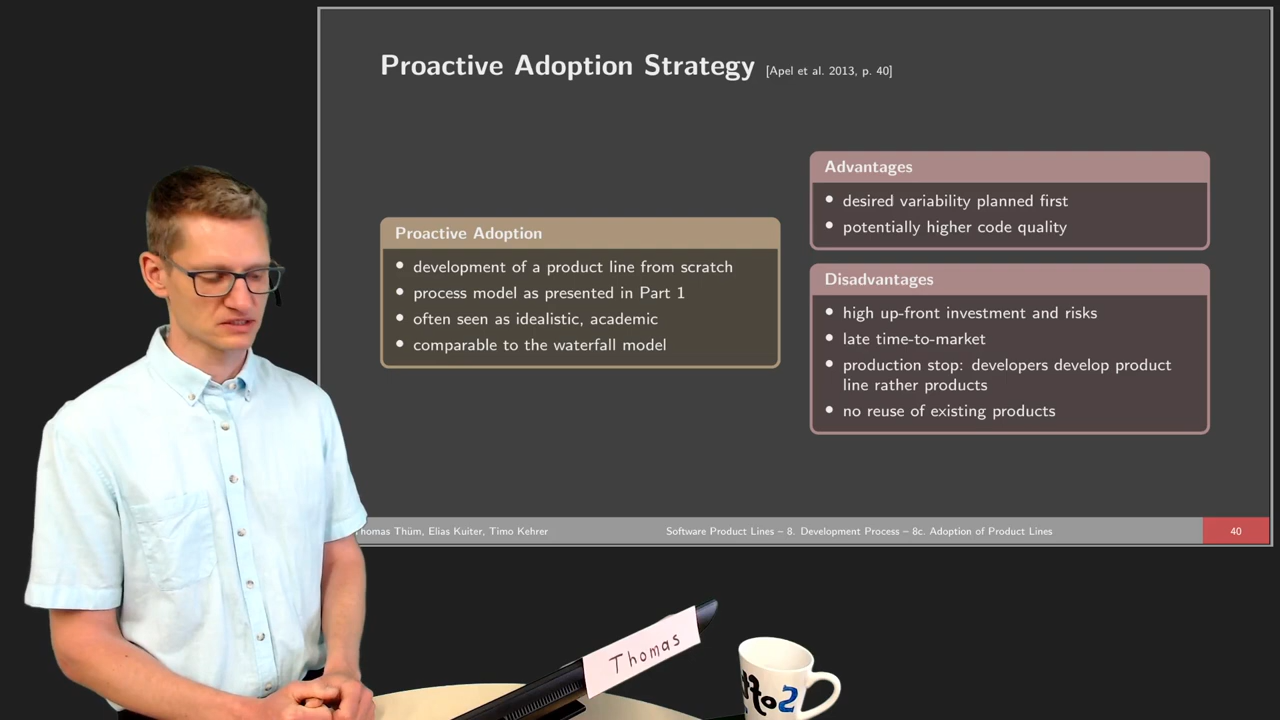 Proactive Adoption Strategy [Apel et al. 2013, p. 40]
Proactive Adoption
• development of a product line from scratch
• process model as presented in Part 1
• often seen as idealistic, academic
• comparable to the waterfall model
Advantages
• desired variability planned first
• potentially higher code quality
Disadvantages
• high up-front investment and risks
• late time-to-market
• production stop: developers develop product
line rather products
• no reuse of existing products
Thüm, Elias Kuiter, Timo Kehrer
Software Product Lines – 8. Development Process – 8c. Adoption of Product Lines
40
Thomas